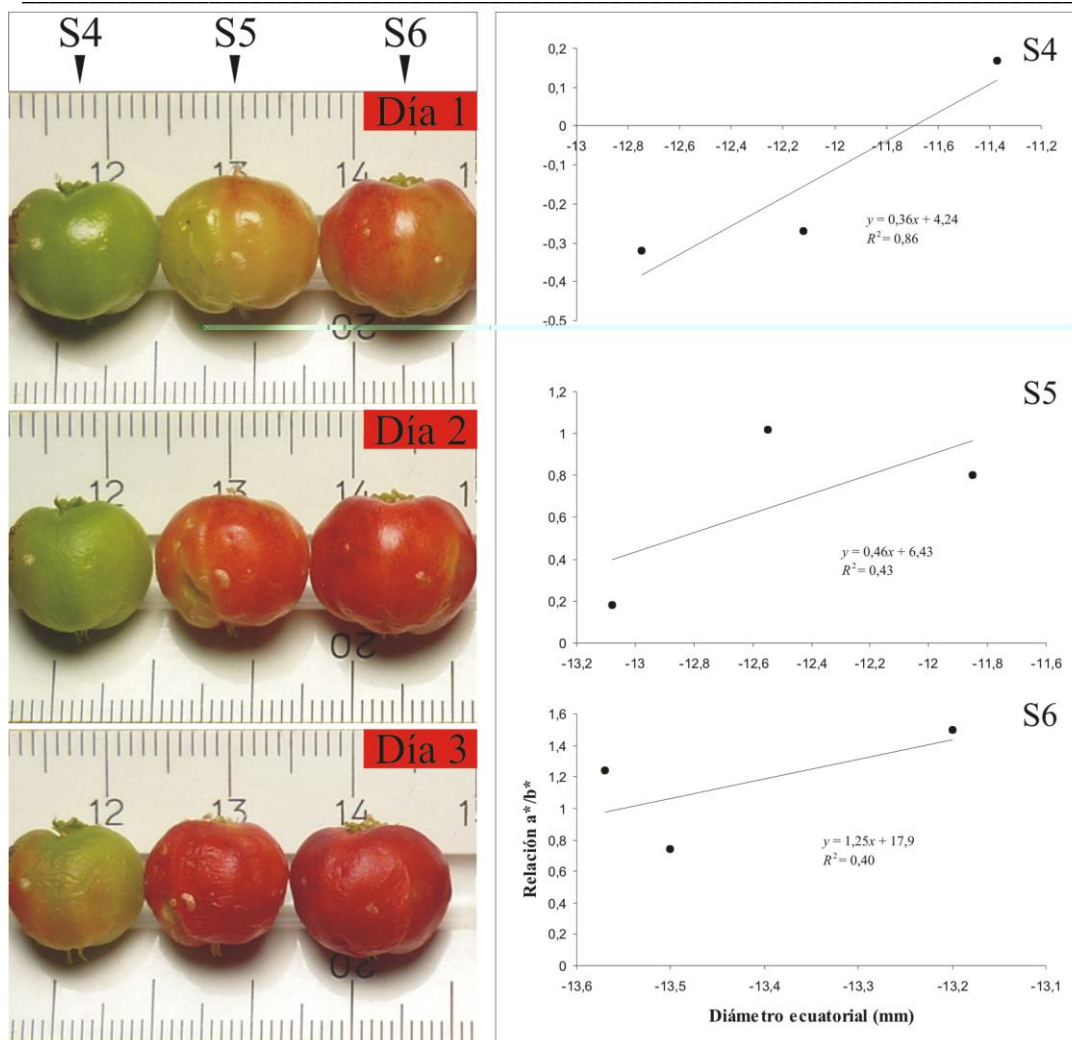 S4 S5 S6
Día 1
12 13 14 15
20
Día 2
12 13 14 15
20
Día 3
12 13 14 15
20
S4
0,2
0,1
0
-13 -12,8 -12,6 -12,4 -12,2 -12 -11,8 -11,6 -11,4 -11,2
-0,1
-0,2
y = 0,36x + 4,24
R² = 0,86
-0,3
-0,4
-0.5
S5
1,2
1
0,8
0,6
y = 0,46x + 6,43
R² = 0,43
0,4
0,2
0
-13,2 -13 -12,8 -12,6 -12,4 -12,2 -12 -11,8 -11,6
S6
Relación a*/b*
1,6
1,4
1,2
1
0,8
y = 1,25x + 17,9
R² = 0,40
0,6
0,4
0,2
0
-13,6 -13,5 -13,4 -13,3 -13,2 -13,1
Diámetro ecuatorial (mm)